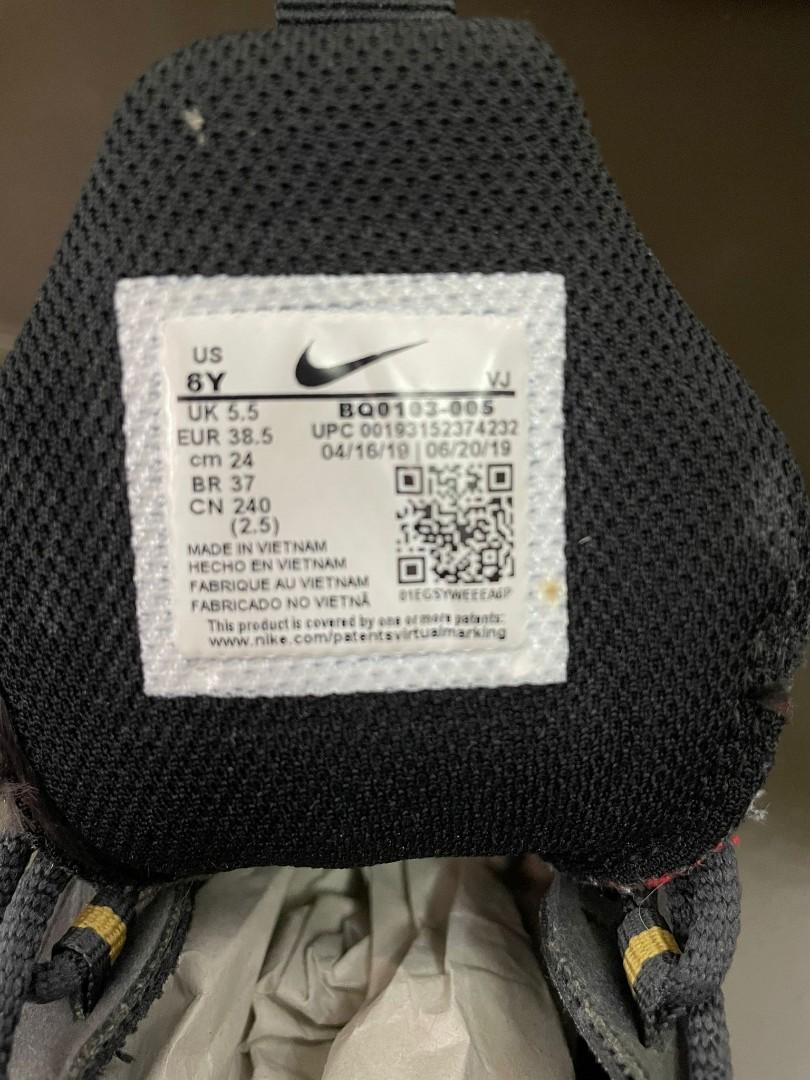 US
6Y
VJ
UK 5.5
BQ0103-005
EUR 38.5
UPC 00193152374232
cm 24
04/16/19 | 06/20/19
BR 37
CN 240
(2.5)
MADE IN VIETNAM
HECHO EN VIETNAM
FABRIQUE AU VIETNAM
FABRICADO NO VIETNÃ
01EGSYWEEEA6P
This product is covered by one or more patents:
www.nike.com/patentsvirtualmarking